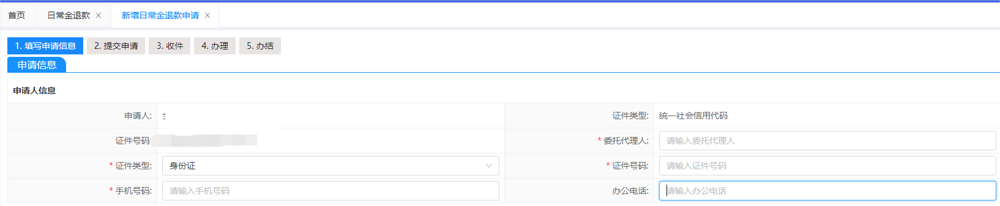 首页 日常金退款 新增日常金退款申请
1. 填写申请信息 2. 提交申请 3. 收件 4. 办理 5. 办结
申请信息
申请人信息
申请人: 证件类型: 统一社会信用代码
证件号码 * 委托代理人: 请输入委托代理人
* 证件类型: 身份证 * 证件号码: 请输入证件号码
* 手机号码: 请输入手机号码 办公电话: 请输入办公电话